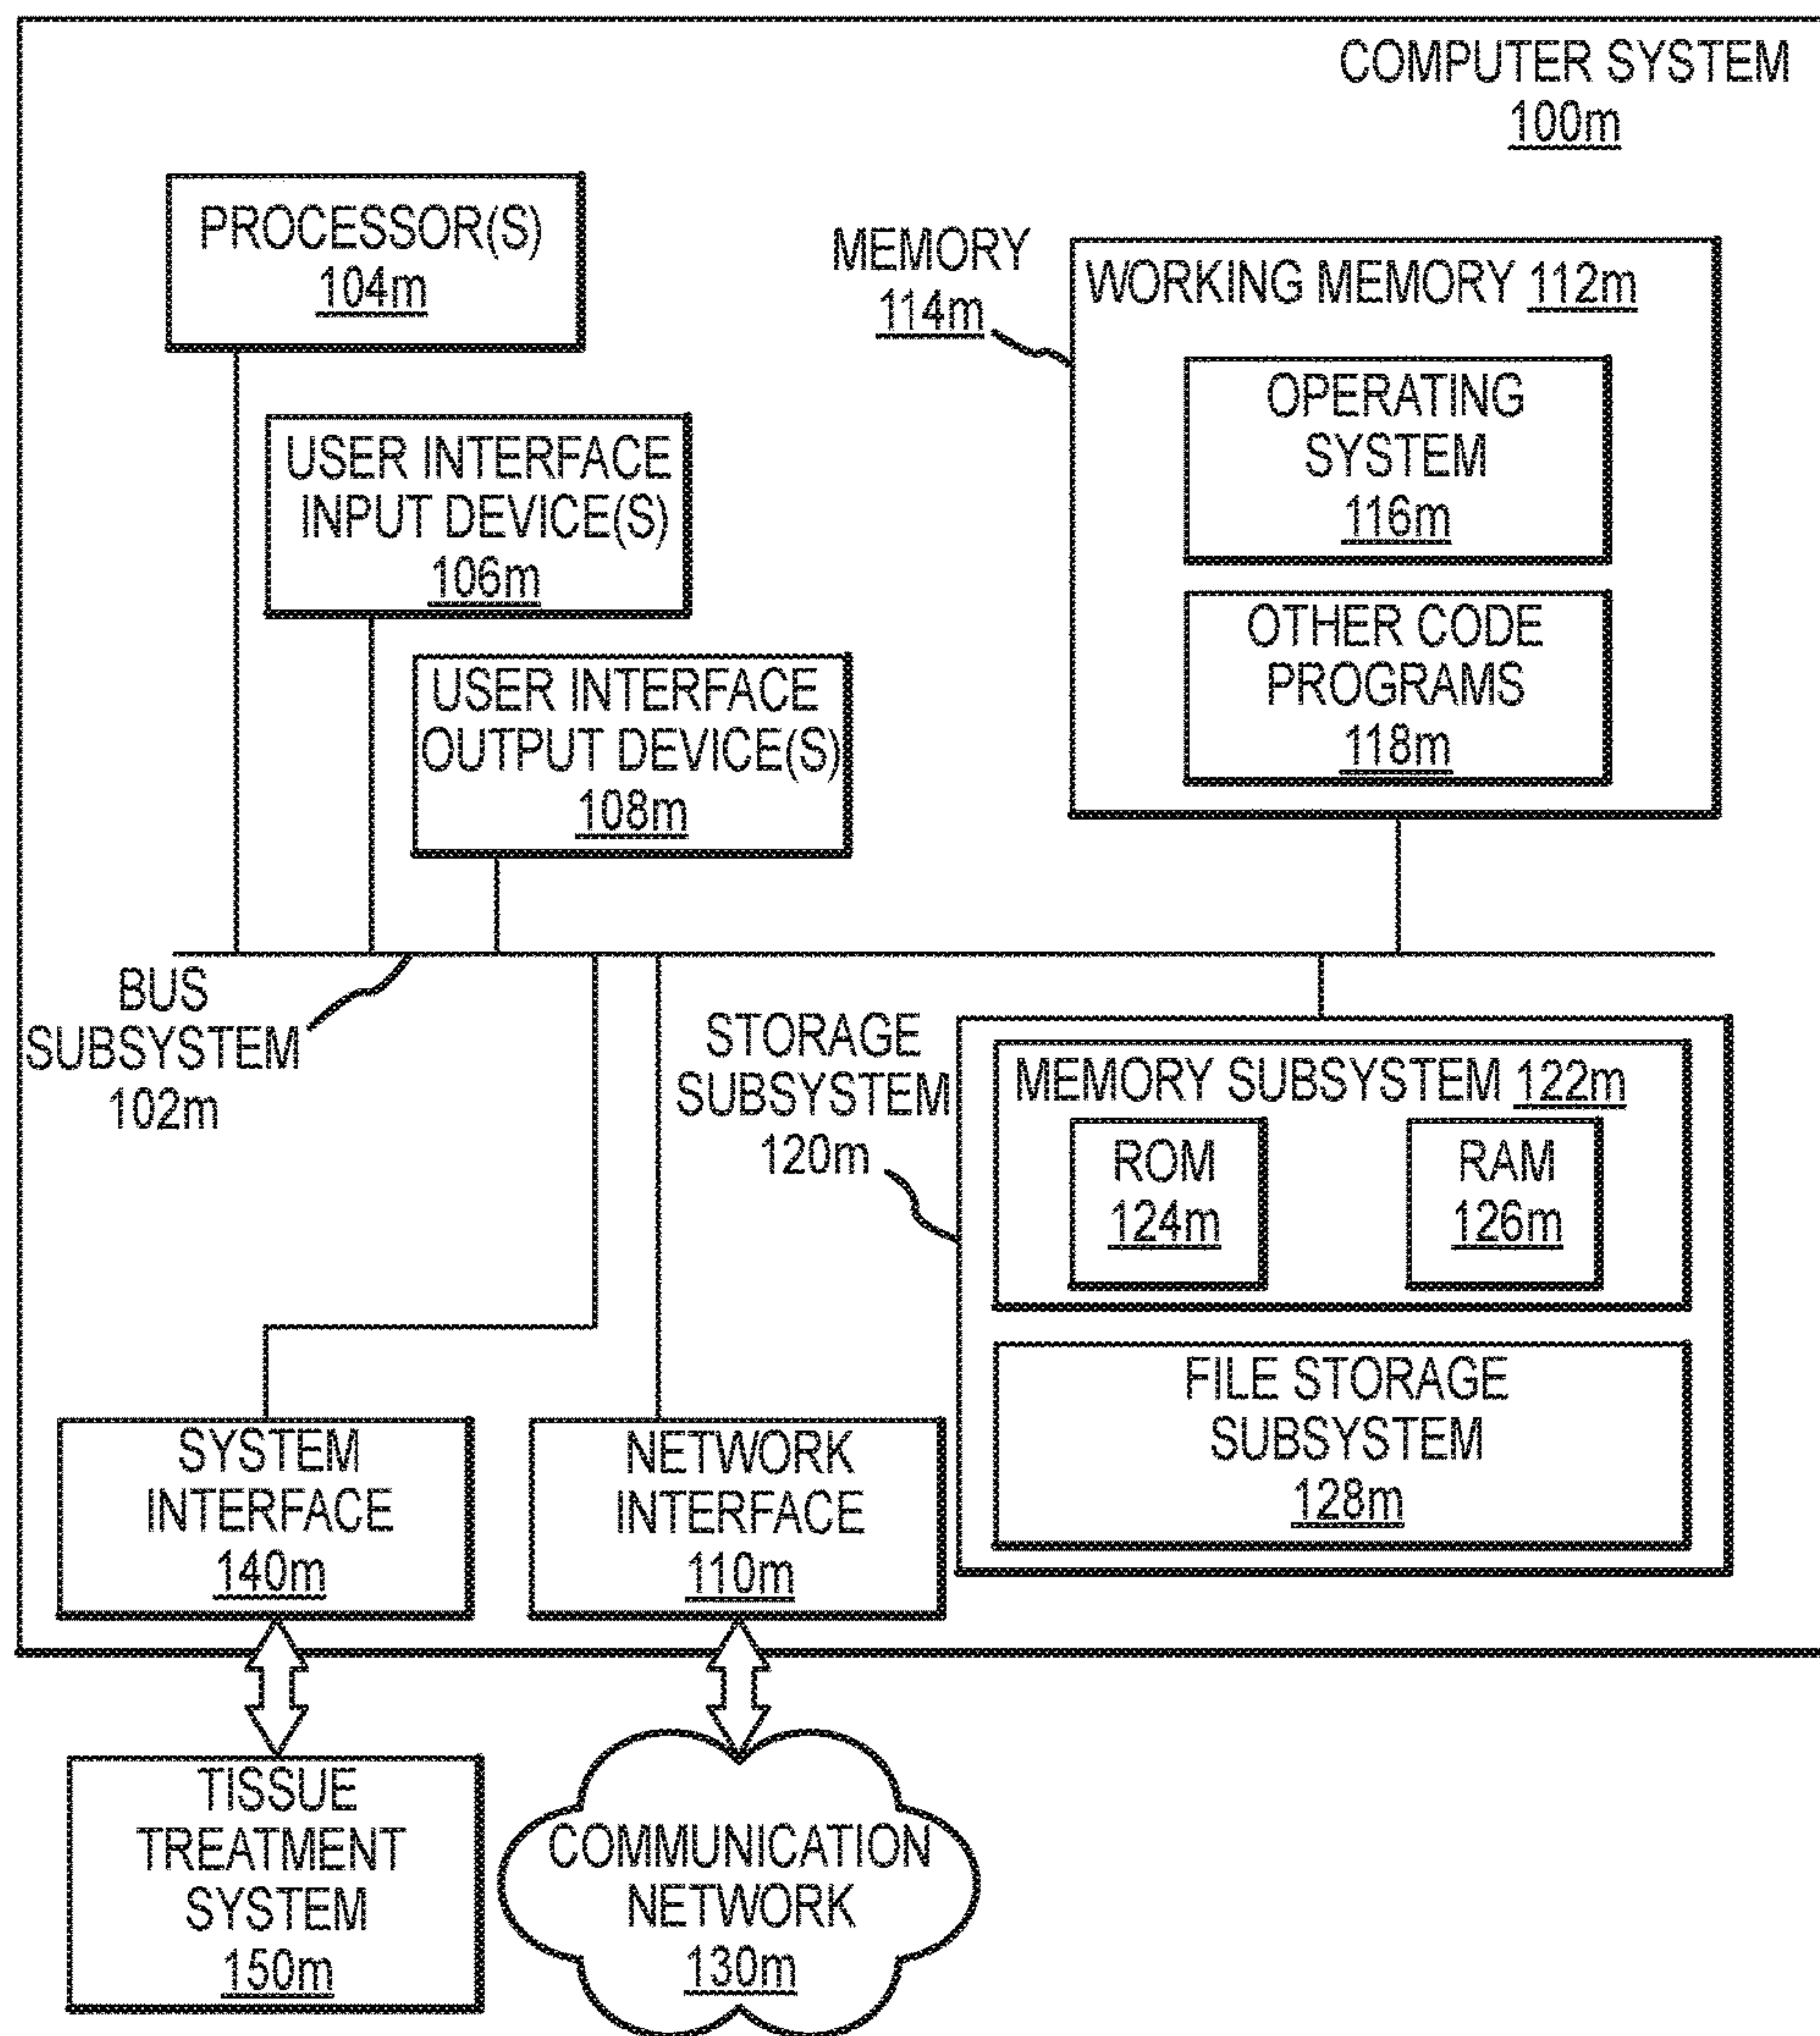 COMPUTER SYSTEM
100m
PROCESSOR(S)
104m
USER INTERFACE
INPUT DEVICE(S)
106m
USER INTERFACE
OUTPUT DEVICE(S)
108m
MEMORY
114m
WORKING MEMORY 112m
OPERATING
SYSTEM
116m
OTHER CODE
PROGRAMS
118m
BUS
SUBSYSTEM
102m
STORAGE
SUBSYSTEM
120m
MEMORY SUBSYSTEM 122m
ROM
124m
RAM
126m
FILE STORAGE
SUBSYSTEM
128m
SYSTEM
INTERFACE
140m
NETWORK
INTERFACE
110m
TISSUE
TREATMENT
SYSTEM
150m
COMMUNICATION
NETWORK
130m